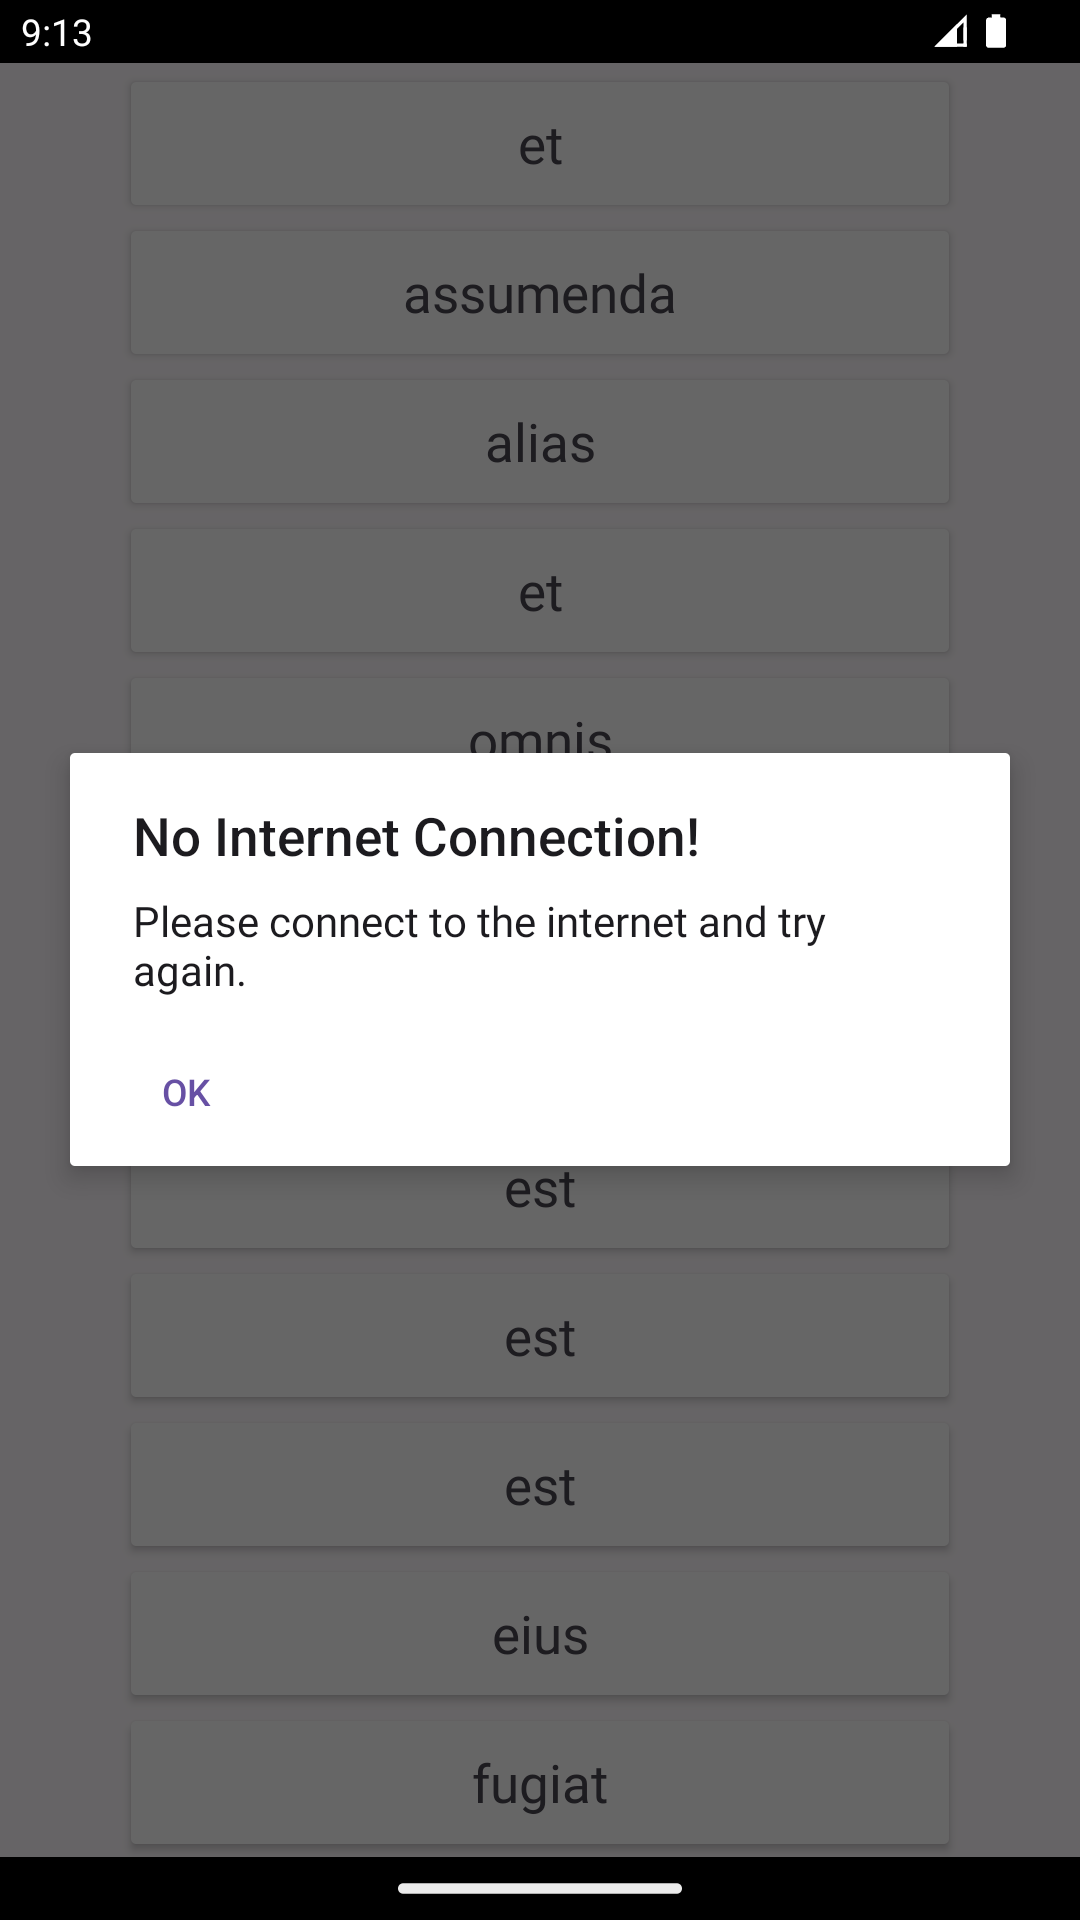 9:13
et
assumenda
alias
et
omnis
No Internet Connection!
Please connect to the internet and try
again.
OK
est
est
est
eius
fugiat